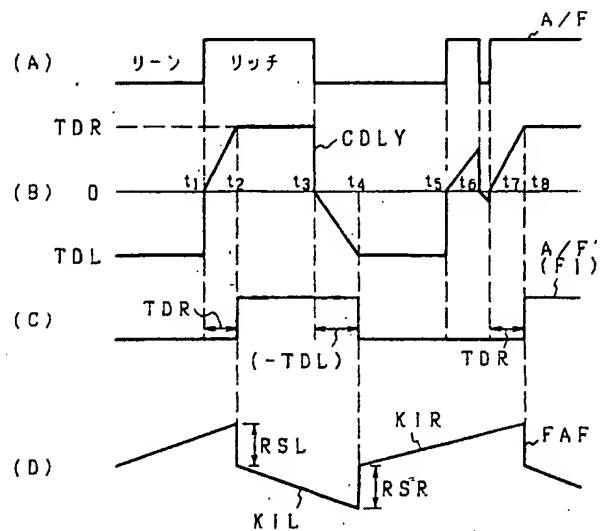 A/F
(A)
リーン
リッチ
TDR
CDLY
t1 t2 t3 t4 t5 t6 t7 t8
(B) 0
TDL
A/F'
(F1)
(C)
TDR
(-TDL)
TDR
KIR
(D)
RSL
FAF
RSR
KIL